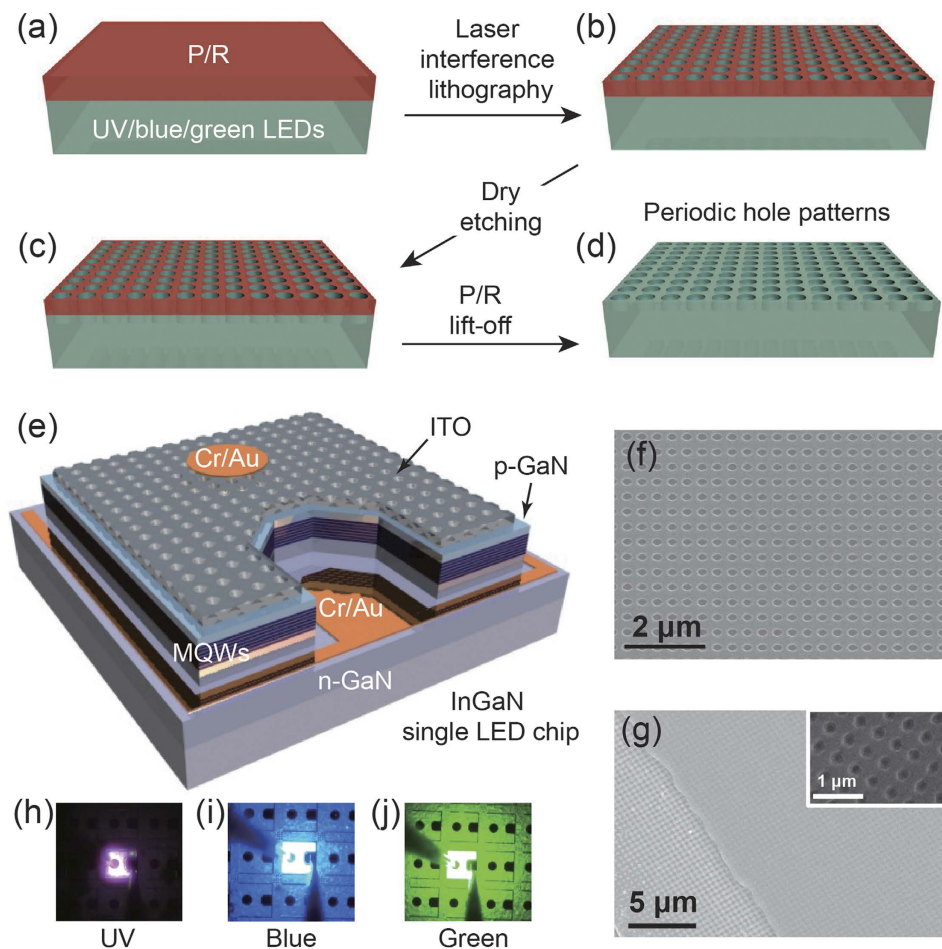 (a)
P/R
UV/blue/green LEDs
Laser
interference
lithography
(b)
Dry
etching
(c)
P/R
lift-off
Periodic hole patterns
(d)
(e)
Cr/Au
ITO
p-GaN
Cr/Au
MQWs
n-GaN
InGaN
single LED chip
(f)
2 μm
(g)
1 μm
5 μm
(h)
UV
(i)
Blue
(j)
Green